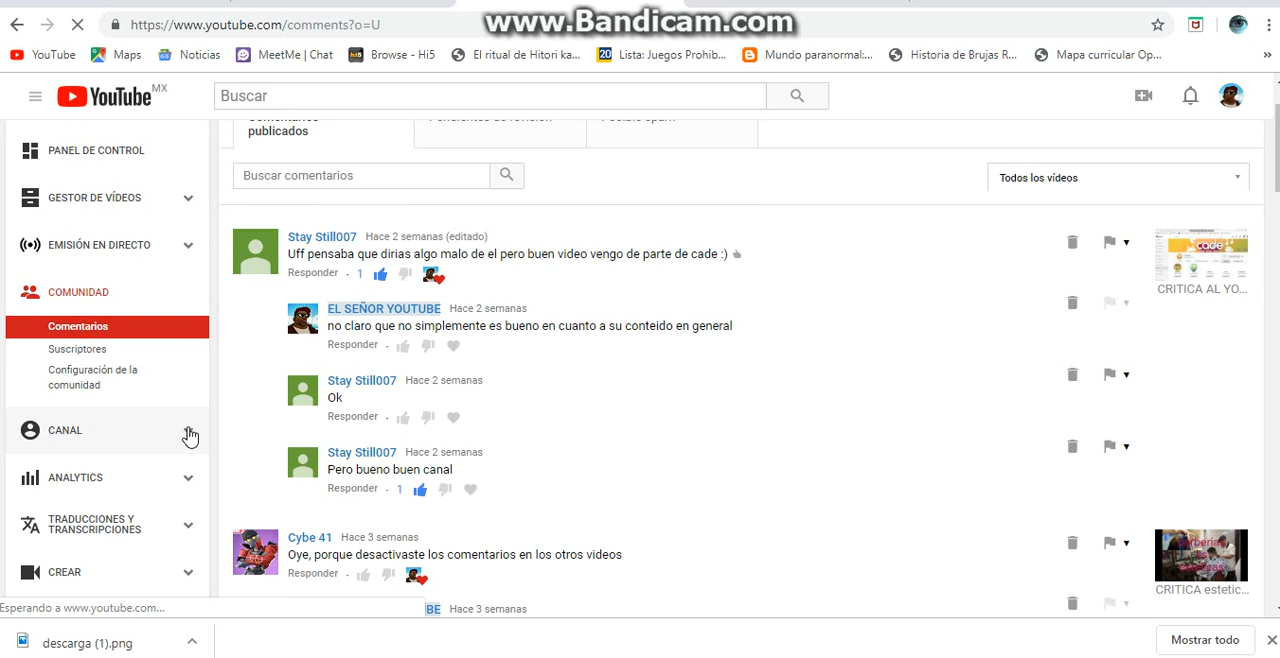 www.Bandicam.com
https://www.youtube.com/comments?o=U
YouTube Maps Noticias MeetMe | Chat Browse - Hi5 El ritual de Hitori ka... Lista: Juegos Prohib... Mundo paranormal:... Historia de Brujas R... Mapa curricular Op... »
YouTube MX
Buscar
Comentarios
publicados
Pendientes de revisión
Posible spam
Buscar comentarios
Todos los vídeos
PANEL DE CONTROL
GESTOR DE VÍDEOS
EMISIÓN EN DIRECTO
COMUNIDAD
Comentarios
Suscriptores
Configuración de la
comunidad
CANAL
ANALYTICS
TRADUCCIONES Y
TRANSCRIPCIONES
CREAR
Stay Still007 Hace 2 semanas (editado)
Uff pensaba que dirias algo malo de el pero buen video vengo de parte de cade :)
Responder · 1
cade
CRITICA AL YO...
EL SEÑOR YOUTUBE Hace 2 semanas
no claro que no simplemente es bueno en cuanto a su conteido en general
Responder ·
Stay Still007 Hace 2 semanas
Ok
Responder ·
Stay Still007 Hace 2 semanas
Pero bueno buen canal
Responder · 1
Cybe 41 Hace 3 semanas
Oye, porque desactivaste los comentarios en los otros videos
Responder ·
CRITICA estetic...
BE Hace 3 semanas
Esperando a www.youtube.com...
descarga (1).png
Mostrar todo